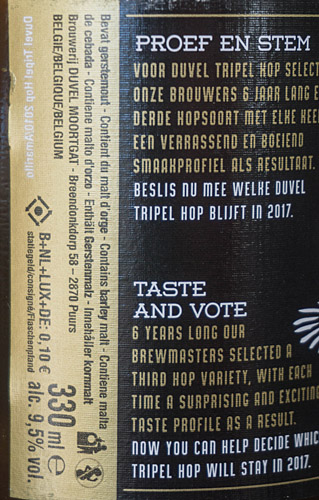 PROEF EN STEM
VOOR DUVEL TRIPEL HOP SELECT
ONZE BROUWERS 6 JAAR LANG E
DERDE HOPSOORT MET ELKE KEE
EEN VERRASSEND EN BOEIEND
SMAAKPROFIEL ALS RESULTAAT.
BESLIS NU MEE WELKE DUVEL
TRIPEL HOP BLIJFT IN 2017.
TASTE
AND VOTE
6 YEARS LONG OUR
BREWMASTERS SELECTED A
THIRD HOP VARIETY, WITH EACH
TIME A SURPRISING AND EXCITING
TASTE PROFILE AS A RESULT.
NOW YOU CAN HELP DECIDE WHIC
TRIPEL HOP WILL STAY IN 2017.
Bevat gerstemout - Contient du malt d'orge - Contains barley malt - Contiene malta
de cebada - Contiene malto d'orzo - Enthält Gerstenmalz - Innehåller kornmalt
Brouwerij DUVEL MOORTGAT - Breendonkdorp 58 – 2870 Puurs
BELGIE/BELGIQUE/BELGIUM
B+NL+LUX+DE: 0,10 €
statiegeld/consigné/Flaschenpfand
330 ml e
alc. 9,5% vol.